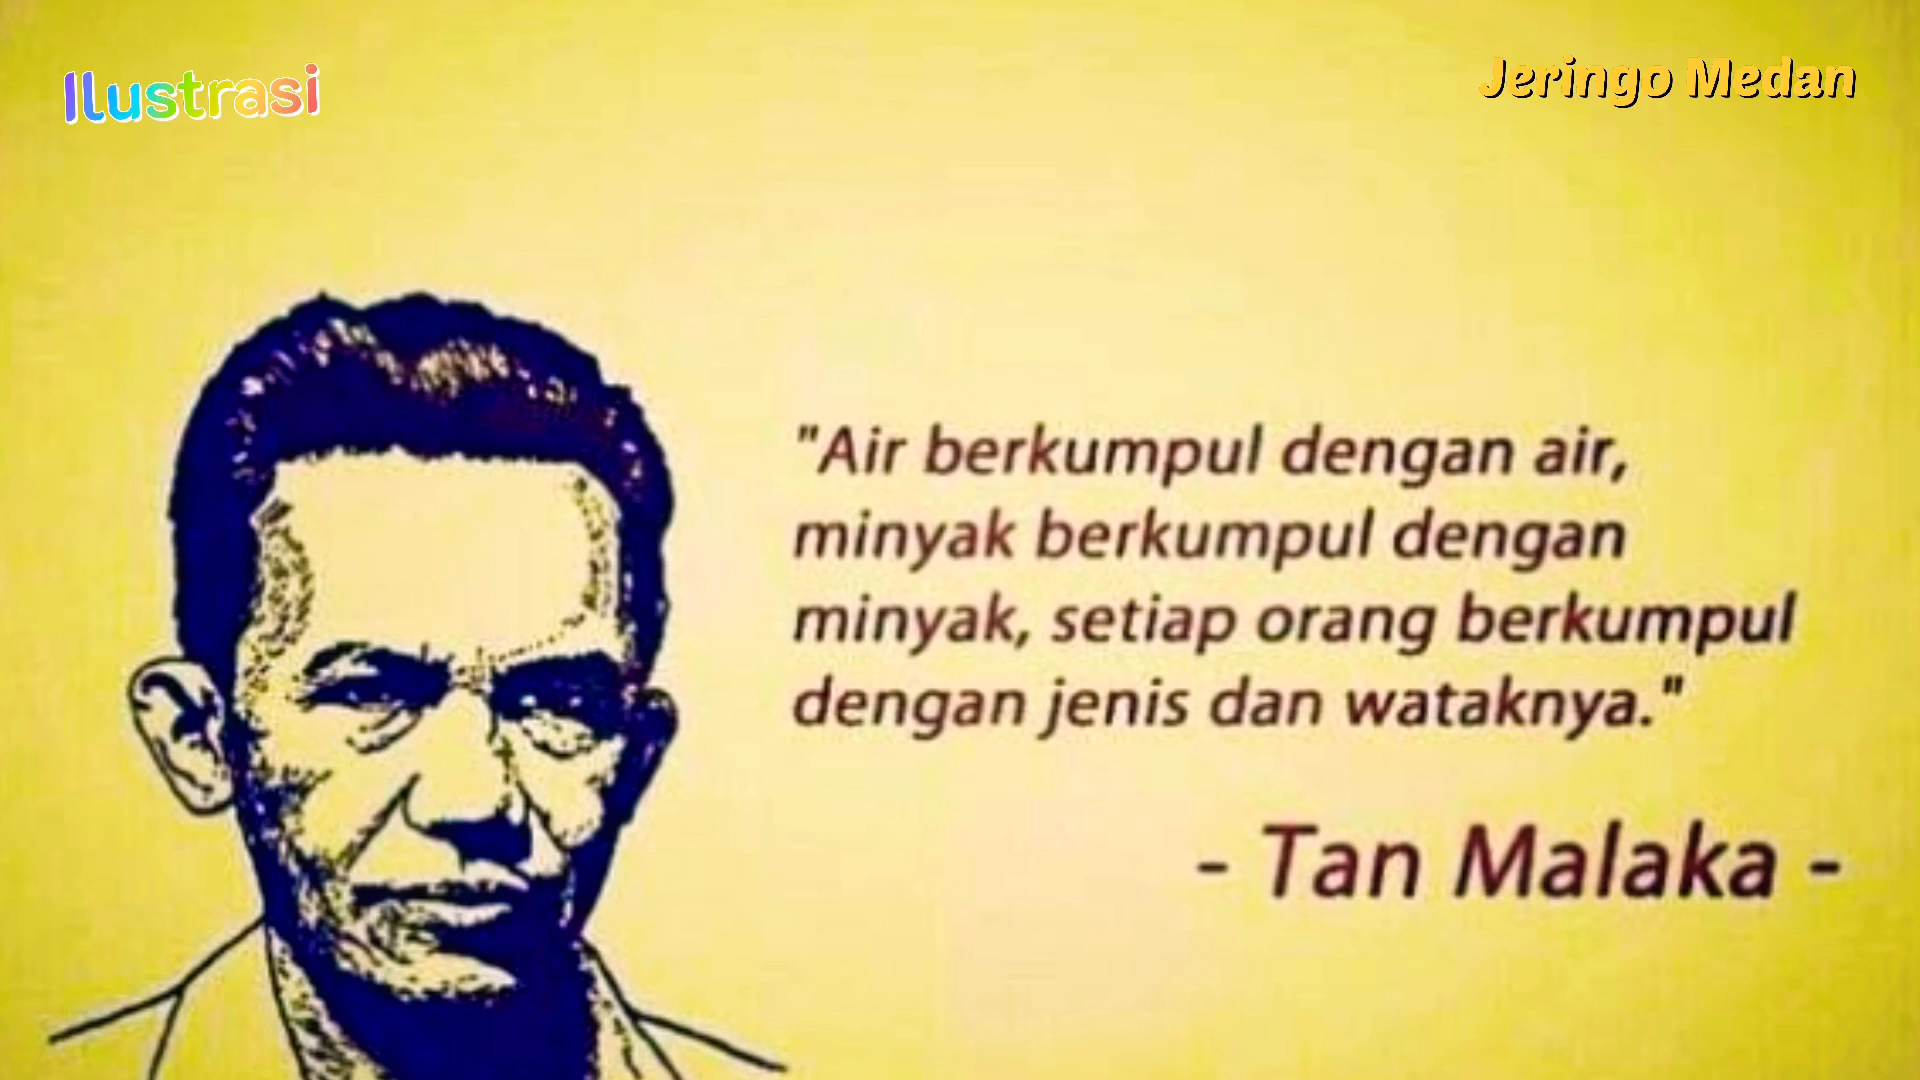 Ilustrasi
Jeringo Medan
"Air berkumpul dengan air,
minyak berkumpul dengan
minyak, setiap orang berkumpul
dengan jenis dan wataknya."
- Tan Malaka -